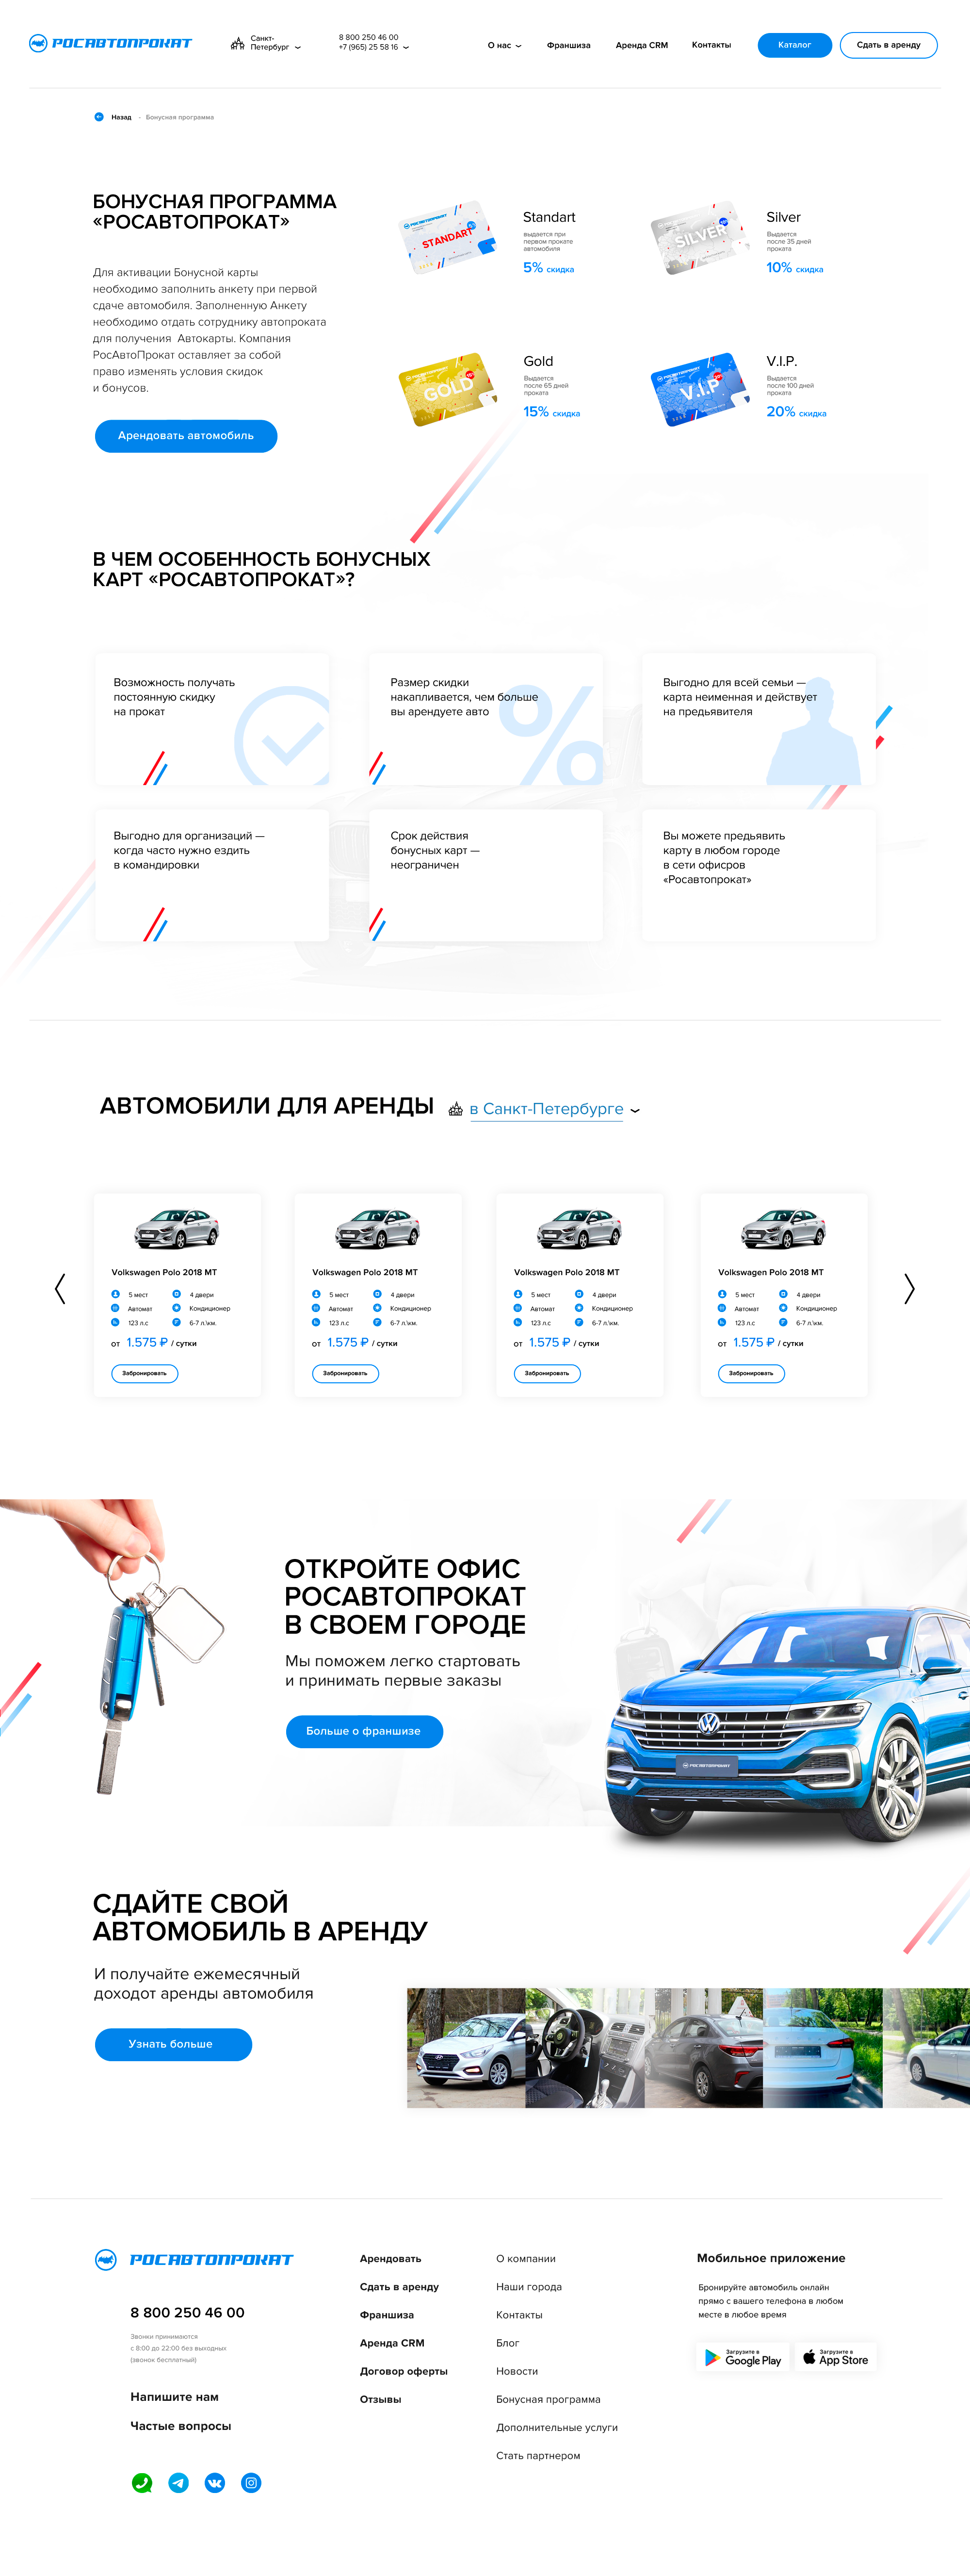 РОСАВТОПРОКАТ
Санкт-
Петербург
8 800 250 46 00
+7 (965) 25 58 16
О нас
Франшиза
Аренда CRM
Контакты
Каталог
Сдать в аренду
Назад
- Бонусная программа
БОНУСНАЯ ПРОГРАММА
«РОСАВТОПРОКАТ»
Для активации Бонусной карты
необходимо заполнить анкету при первой
сдаче автомобиля. Заполненную Анкету
необходимо отдать сотруднику автопроката
для получения Автокарты. Компания
РосАвтоПрокат оставляет за собой
право изменять условия скидок
и бонусов.
Арендовать автомобиль
РОСАВТОПРОКАТ
STANDART
Standart
выдается при
первом прокате
автомобиля
5% скидка
SILVER
Silver
Выдается
после 35 дней
проката
10% скидка
GOLD
Gold
Выдается
после 65 дней
проката
15% скидка
РОСАВТОПРОКАТ
V.I.P
V.I.P.
Выдается
после 100 дней
проката
20% скидка
В ЧЕМ ОСОБЕННОСТЬ БОНУСНЫХ
КАРТ «РОСАВТОПРОКАТ»?
Возможность получать
постоянную скидку
на прокат
Размер скидки
накапливается, чем больше
вы арендуете авто
%
Выгодно для всей семьи —
карта неименная и действует
на предъявителя
Выгодно для организаций —
когда часто нужно ездить
в командировки
Срок действия
бонусных карт —
неограничен
Вы можете предьявить
карту в любом городе
в сети офисров
«Росавтопрокат»
АВТОМОБИЛИ ДЛЯ АРЕНДЫ
в Санкт-Петербурге
Volkswagen Polo 2018 MT
5 мест
4 двери
Автомат
Кондиционер
123 л.с
6-7 л.\км.
от 1.575 ₽ / сутки
Забронировать
Volkswagen Polo 2018 MT
5 мест
4 двери
Автомат
Кондиционер
123 л.с
6-7 л.\км.
от 1.575 ₽ / сутки
Забронировать
Volkswagen Polo 2018 MT
5 мест
4 двери
Автомат
Кондиционер
123 л.с
6-7 л.\км.
от 1.575 ₽ / сутки
Забронировать
Volkswagen Polo 2018 MT
5 мест
4 двери
Автомат
Кондиционер
123 л.с
6-7 л.\км.
от 1.575 ₽ / сутки
Забронировать
ОТКРОЙТЕ ОФИС
РОСАВТОПРОКАТ
В СВОЕМ ГОРОДЕ
Мы поможем легко стартовать
и принимать первые заказы
Больше о франшизе
РОСАВТОПРОКАТ
СДАЙТЕ СВОЙ
АВТОМОБИЛЬ В АРЕНДУ
И получайте ежемесячный
доходот аренды автомобиля
Узнать больше
РОСАВТОПРОКАТ
8 800 250 46 00
Звонки принимаются
с 8:00 до 22:00 без выходных
(звонок бесплатный)
Напишите нам
Частые вопросы
Арендовать
Сдать в аренду
Франшиза
Аренда CRM
Договор оферты
Отзывы
О компании
Наши города
Контакты
Блог
Новости
Бонусная программа
Дополнительные услуги
Стать партнером
Мобильное приложение
Бронируйте автомобиль онлайн
прямо с вашего телефона в любом
месте в любое время
Загрузите в
Google Play
Загрузите в
App Store